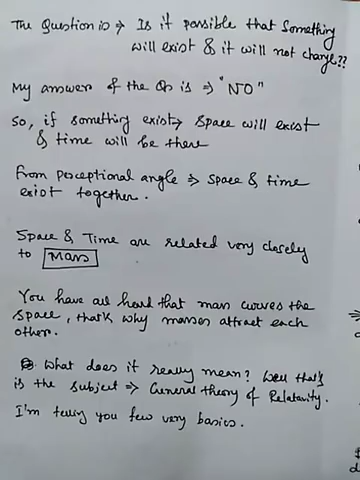 The Question is → Is it possible that Something
will exist & it will not change??
My answer of the Qs is ⇒ "NO"
So, if something exist → Space will exist
& time will be there
From perceptional angle ⇒ space & time
exist together.
Space & Time are related very closely
to Mass
You have all heard that mass curves the
space, that's why masses attract each
other.
What does it really mean? Well that's
is the subject → General theory of Relatavity.
I'm telling you few very basics.